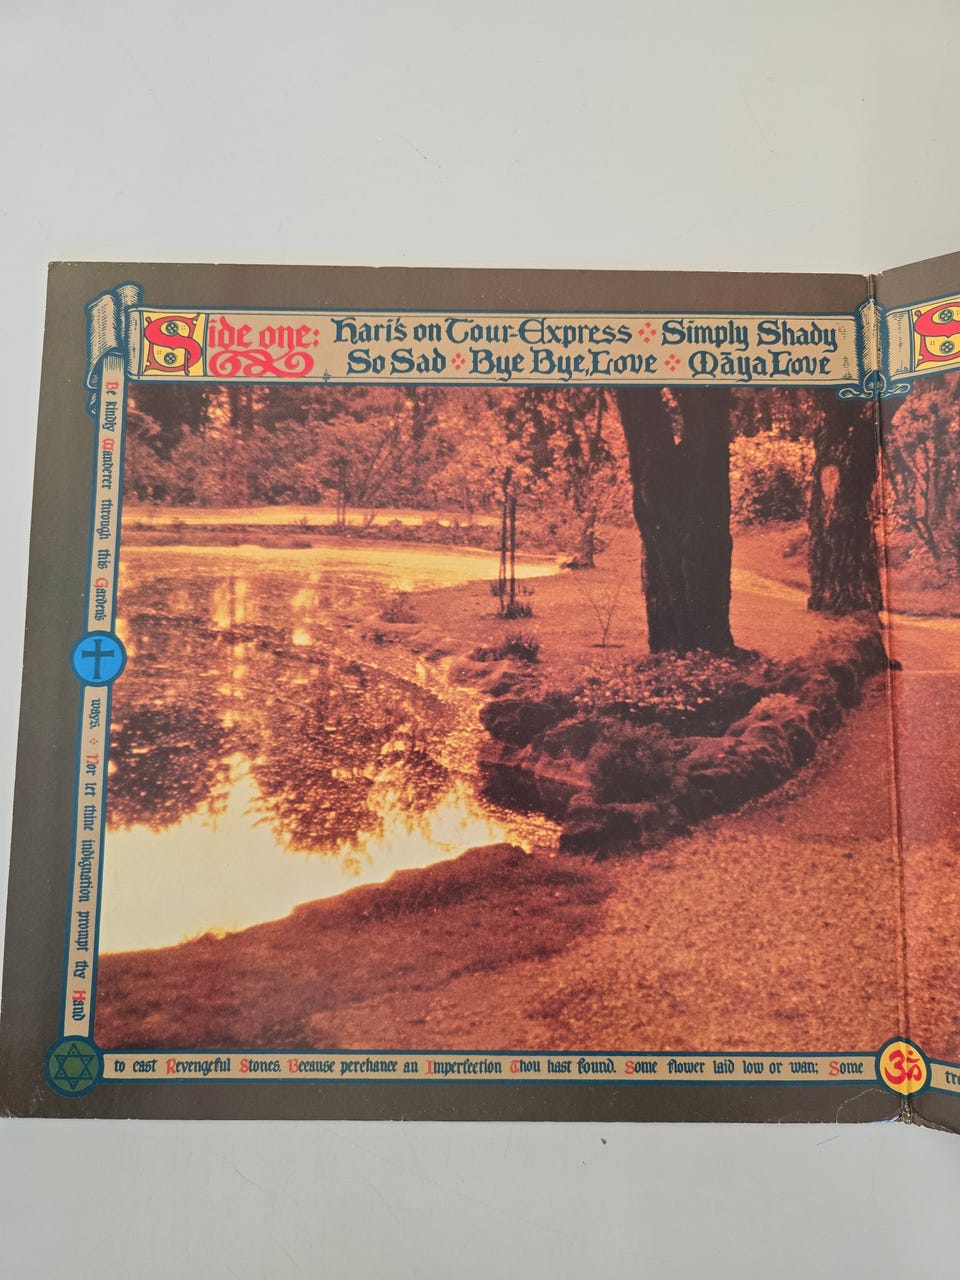 Side one: Hari's on Tour-Express Simply Shady
So Sad Bye Bye, Love Māya Love
S
Be kindly Wanderer through this Garden's
ways. Nor let thine indignation prompt thy Hand
to cast Revengeful Stones. Because perchance an Imperfection Thou hast found. Some flower laid low or wan; Some
ॐ